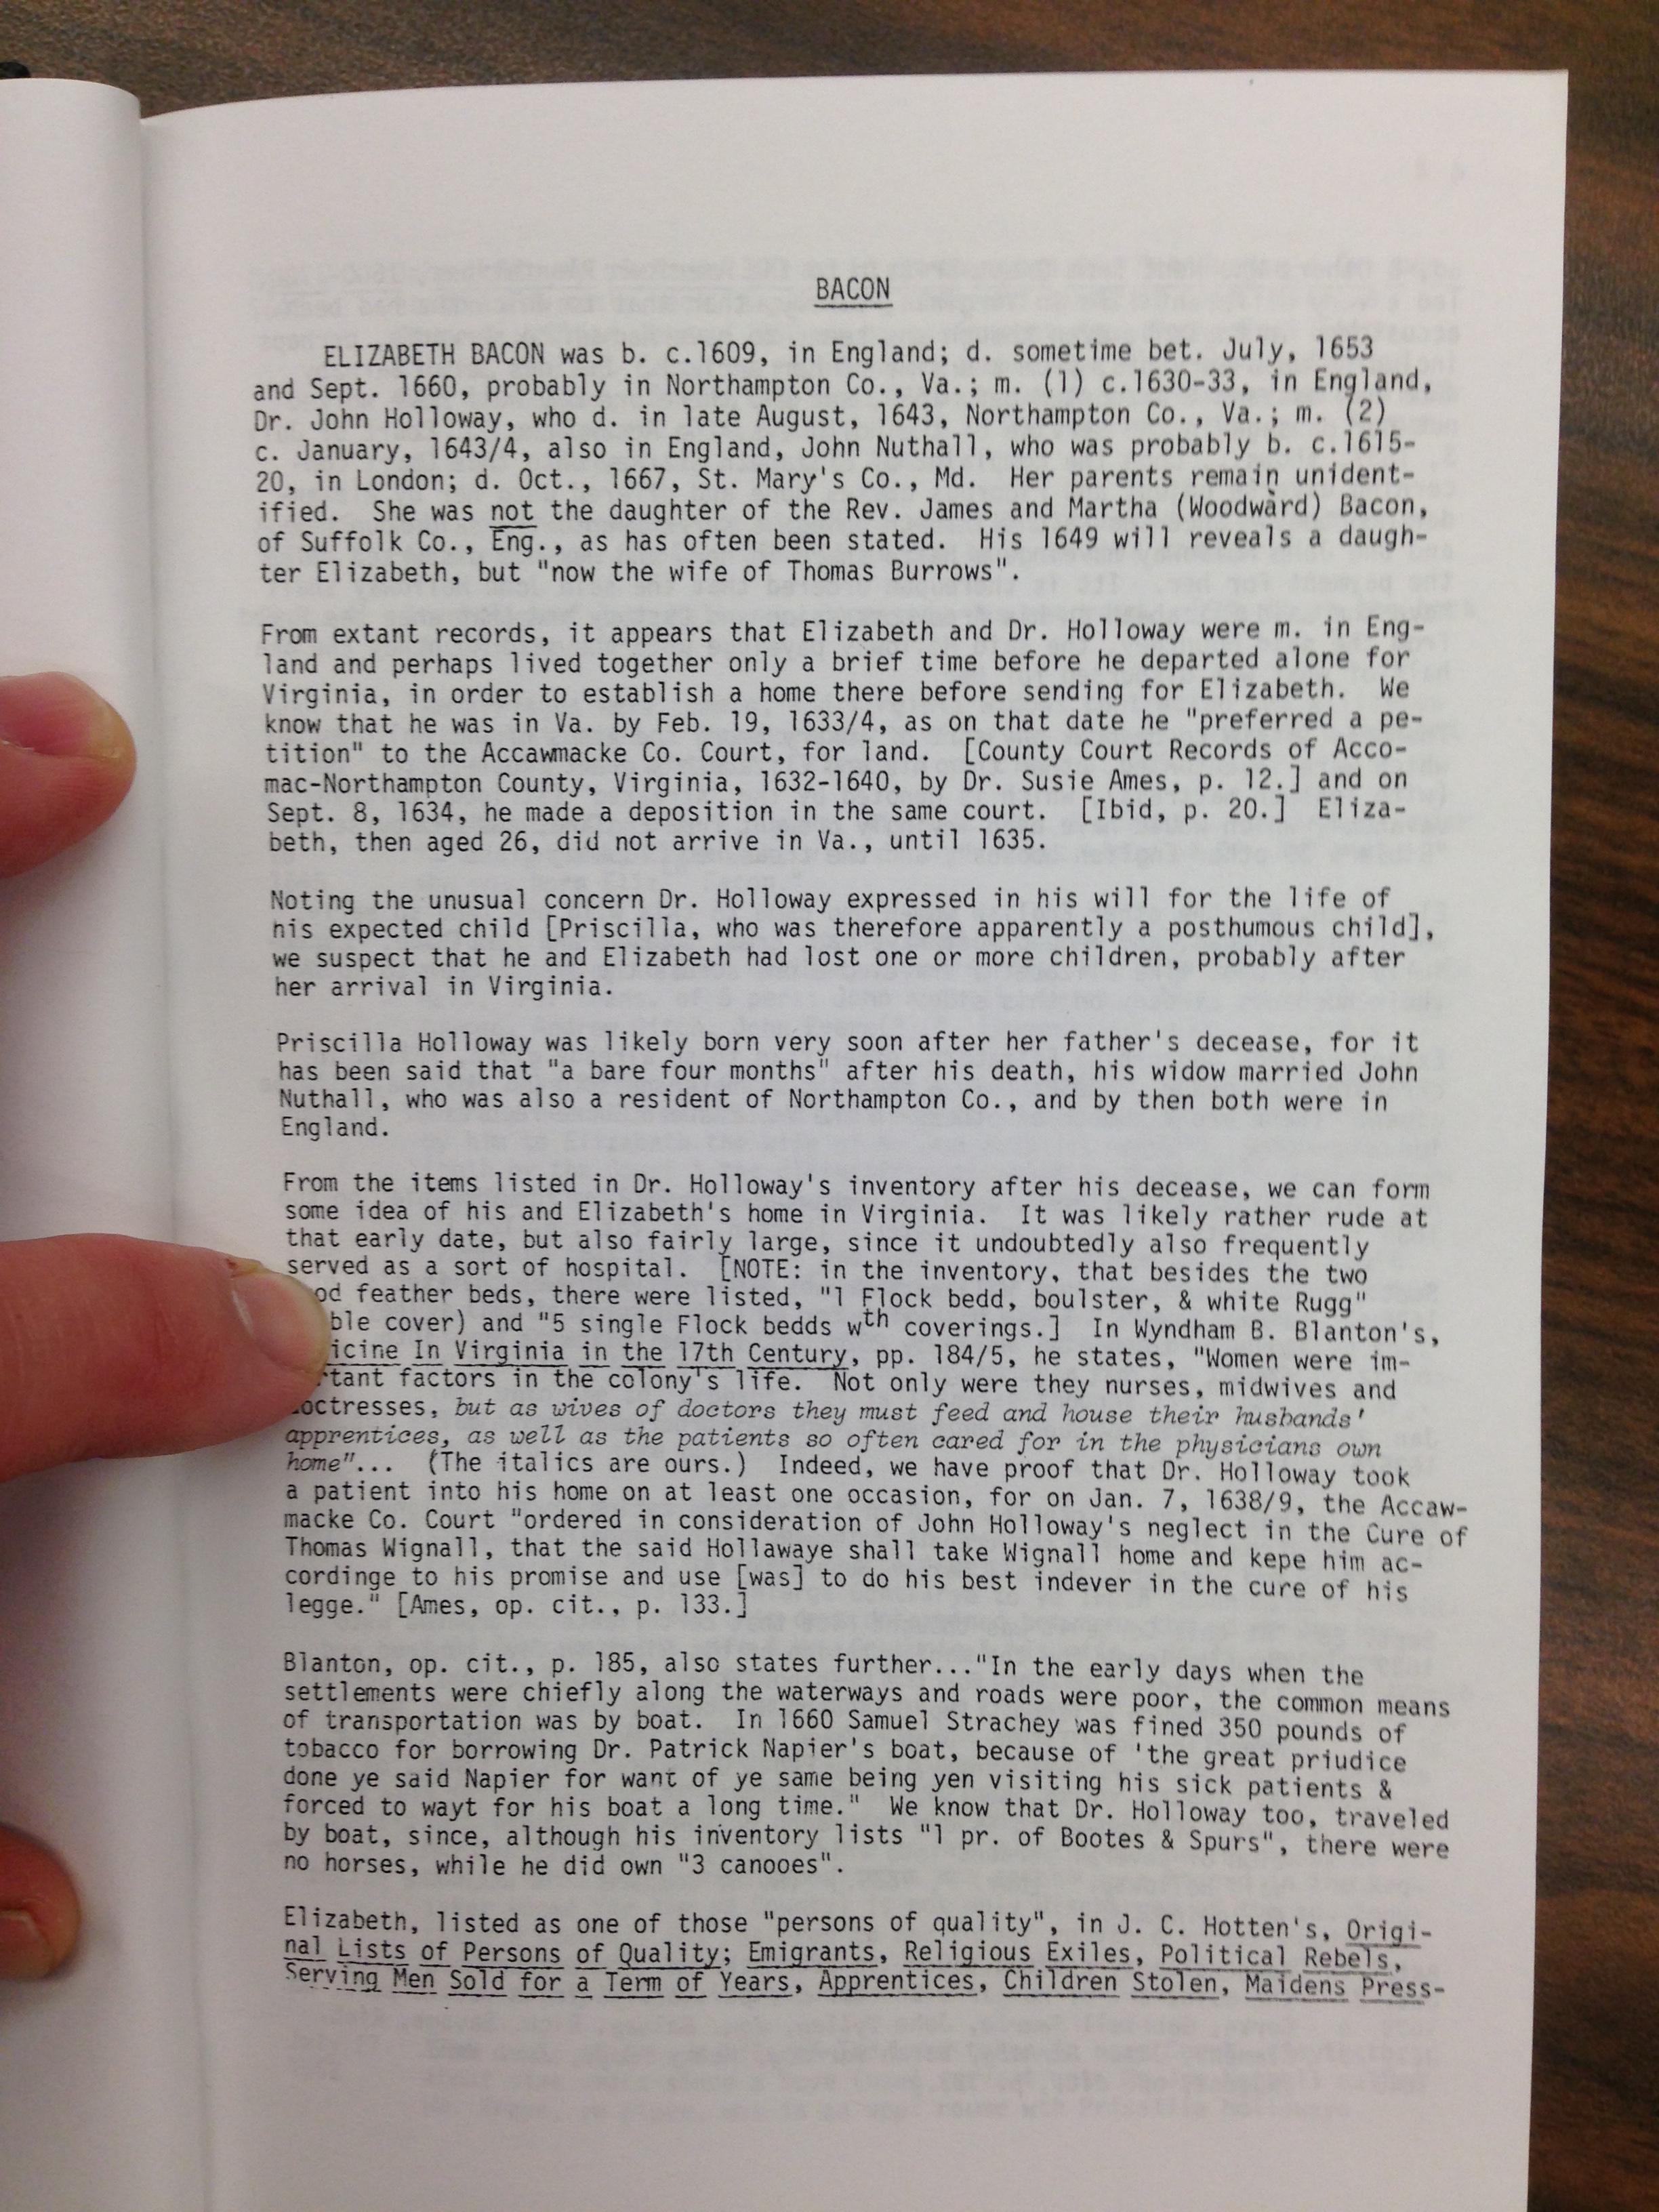 BACON
ELIZABETH BACON was b. c.1609, in England; d. sometime bet. July, 1653
and Sept. 1660, probably in Northampton Co., Va.; m. (1) c.1630-33, in England,
Dr. John Holloway, who d. in late August, 1643, Northampton Co., Va.; m. (2)
c. January, 1643/4, also in England, John Nuthall, who was probably b. c.1615-
20, in London; d. Oct., 1667, St. Mary's Co., Md. Her parents remain unident-
ified. She was not the daughter of the Rev. James and Martha (Woodward) Bacon,
of Suffolk Co., Eng., as has often been stated. His 1649 will reveals a daugh-
ter Elizabeth, but "now the wife of Thomas Burrows".
From extant records, it appears that Elizabeth and Dr. Holloway were m. in Eng-
land and perhaps lived together only a brief time before he departed alone for
Virginia, in order to establish a home there before sending for Elizabeth. We
know that he was in Va. by Feb. 19, 1633/4, as on that date he "preferred a pe-
tition" to the Accawmacke Co. Court, for land. [County Court Records of Acco-
mac-Northampton County, Virginia, 1632-1640, by Dr. Susie Ames, p. 12.] and on
Sept. 8, 1634, he made a deposition in the same court. [Ibid, p. 20.] Eliza-
beth, then aged 26, did not arrive in Va., until 1635.
Noting the unusual concern Dr. Holloway expressed in his will for the life of
his expected child [Priscilla, who was therefore apparently a posthumous child],
we suspect that he and Elizabeth had lost one or more children, probably after
her arrival in Virginia.
Priscilla Holloway was likely born very soon after her father's decease, for it
has been said that "a bare four months" after his death, his widow married John
Nuthall, who was also a resident of Northampton Co., and by then both were in
England.
From the items listed in Dr. Holloway's inventory after his decease, we can form
some idea of his and Elizabeth's home in Virginia. It was likely rather rude at
that early date, but also fairly large, since it undoubtedly also frequently
served as a sort of hospital. [NOTE: in the inventory, that besides the two
feather beds, there were listed, "1 Flock bedd, boulster, & white Rugg"
cover) and "5 single Flock bedds wth coverings.] In Wyndham B. Blanton's,
icine In Virginia in the 17th Century, pp. 184/5, he states, "Women were im-
rtant factors in the colony's life. Not only were they nurses, midwives and
octresses, but as wives of doctors they must feed and house their husbands'
apprentices, as well as the patients so often cared for in the physicians own
home"... (The italics are ours.) Indeed, we have proof that Dr. Holloway took
a patient into his home on at least one occasion, for on Jan. 7, 1638/9, the Accaw-
macke Co. Court "ordered in consideration of John Holloway's neglect in the Cure of
Thomas Wignall, that the said Hollawaye shall take Wignall home and kepe him ac-
cordinge to his promise and use [was] to do his best indever in the cure of his
legge." [Ames, op. cit., p. 133.]
Blanton, op. cit., p. 185, also states further..."In the early days when the
settlements were chiefly along the waterways and roads were poor, the common means
of transportation was by boat. In 1660 Samuel Strachey was fined 350 pounds of
tobacco for borrowing Dr. Patrick Napier's boat, because of 'the great priudice
done ye said Napier for want of ye same being yen visiting his sick patients &
forced to wayt for his boat a long time." We know that Dr. Holloway too, traveled
by boat, since, although his inventory lists "1 pr. of Bootes & Spurs", there were
no horses, while he did own "3 canooes".
Elizabeth, listed as one of those "persons of quality", in J. C. Hotten's, Origi-
nal Lists of Persons of Quality; Emigrants, Religious Exiles, Political Rebels,
Serving Men Sold for a Term of Years, Apprentices, Children Stolen, Maidens Press-